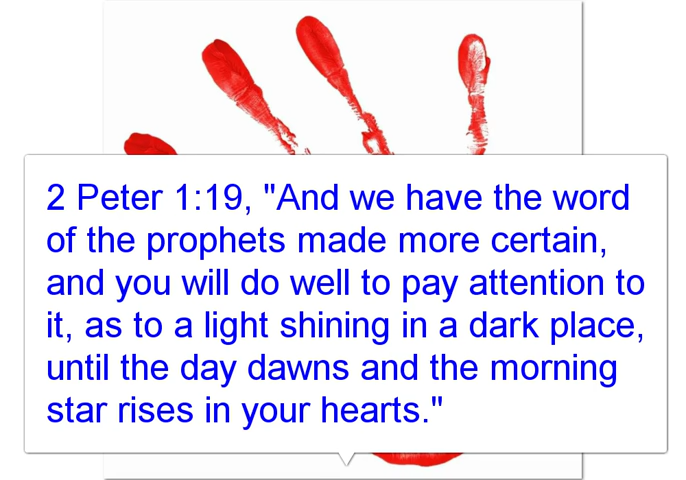 2 Peter 1:19, "And we have the word
of the prophets made more certain,
and you will do well to pay attention to
it, as to a light shining in a dark place,
until the day dawns and the morning
star rises in your hearts."